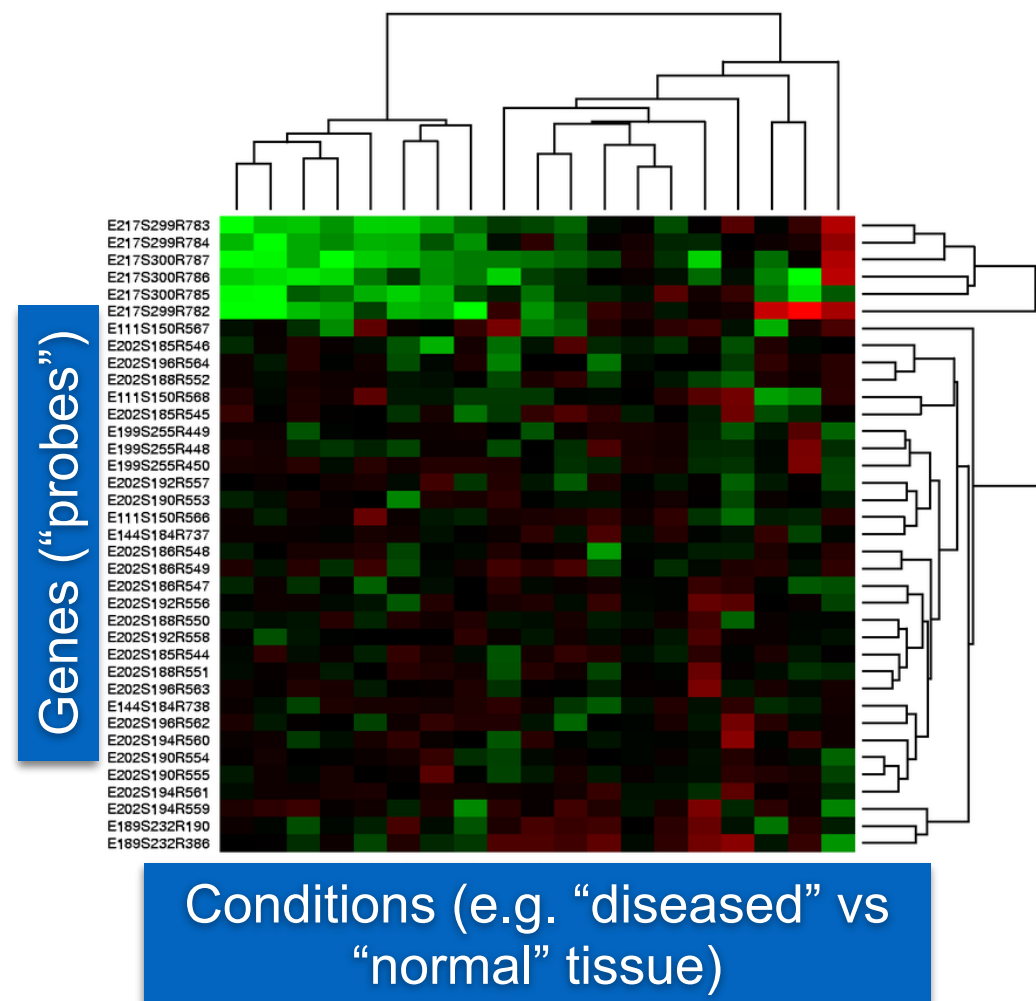 E217S299R783
E217S299R784
E217S300R787
E217S300R786
E217S300R785
E217S299R782
E111S150R567
E202S185R546
E202S196R564
E202S188R552
E111S150R568
E202S185R545
E199S255R449
E199S255R448
E199S255R450
E202S192R557
E202S190R553
E111S150R566
E144S184R737
E202S186R548
E202S186R549
E202S186R547
E202S192R556
E202S188R550
E202S192R558
E202S185R544
E202S188R551
E202S196R563
E144S184R738
E202S196R562
E202S194R560
E202S190R554
E202S190R555
E202S194R561
E202S194R559
E189S232R190
E189S232R386
Genes (“probes”)
Conditions (e.g. “diseased” vs
“normal” tissue)